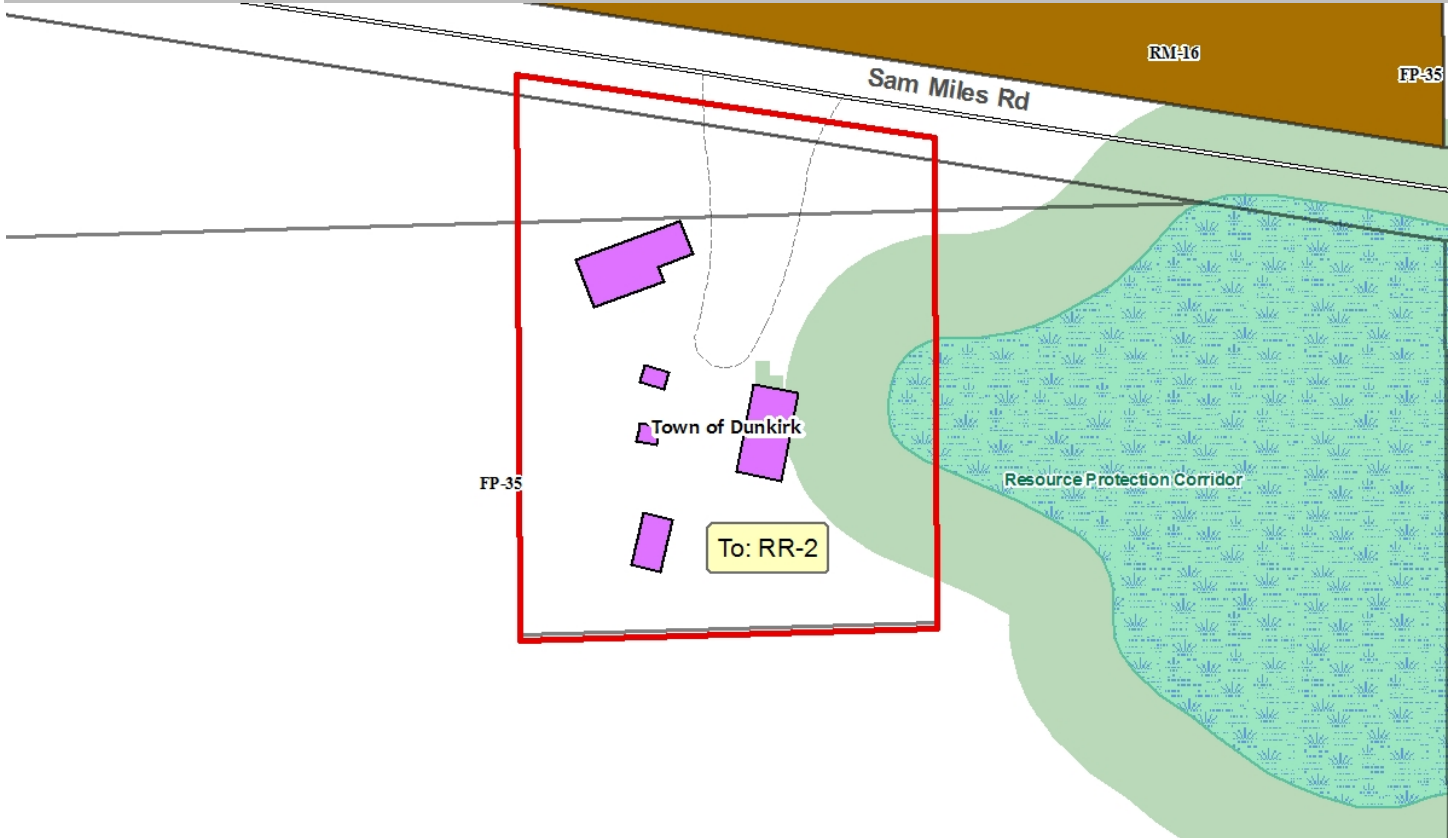 RM-16
FP-35
Sam Miles Rd
Town of Dunkirk
FP-35
Resource Protection Corridor
To: RR-2